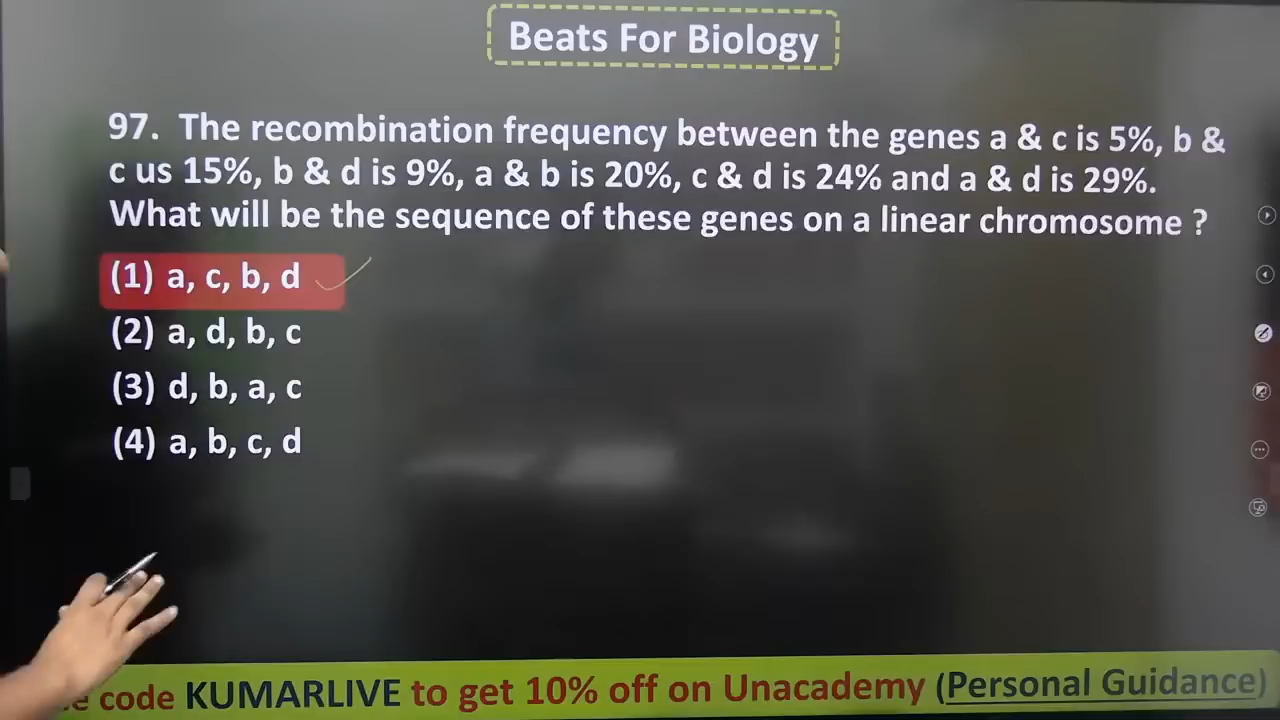 Beats For Biology
97. The recombination frequency between the genes a & c is 5%, b &
c us 15%, b & d is 9%, a & b is 20%, c & d is 24% and a & d is 29%.
What will be the sequence of these genes on a linear chromosome ?
(1) a, c, b, d
(2) a, d, b, c
(3) d, b, a, c
(4) a, b, c, d
code KUMARLIVE to get 10% off on Unacademy (Personal Guidance)